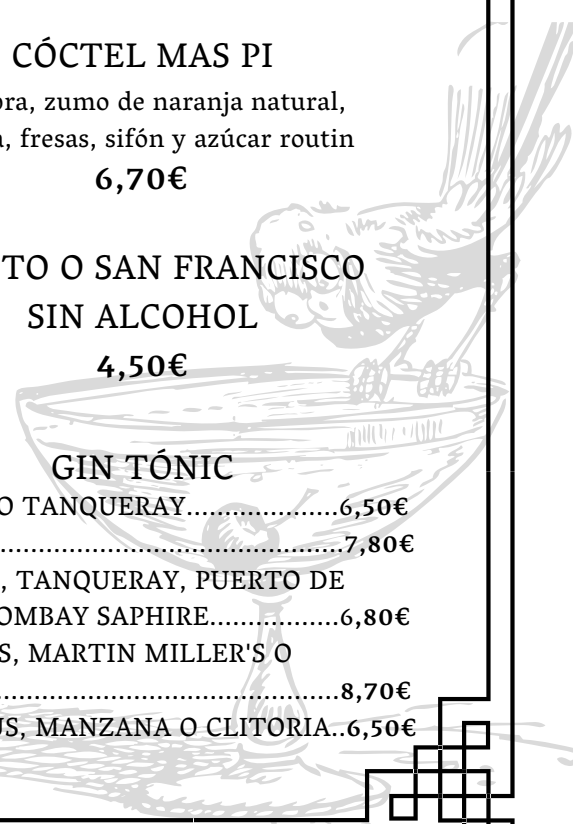 CÓCTEL MAS PI
ora, zumo de naranja natural,
, fresas, sifón y azúcar routin
6,70€
TO O SAN FRANCISCO
SIN ALCOHOL
4,50€
GIN TÓNIC
O TANQUERAY...................6,50€
...........................................7,80€
, TANQUERAY, PUERTO DE
OMBAY SAPHIRE................6,80€
S, MARTIN MILLER'S O
..........................................8,70€
US, MANZANA O CLITORIA..6,50€